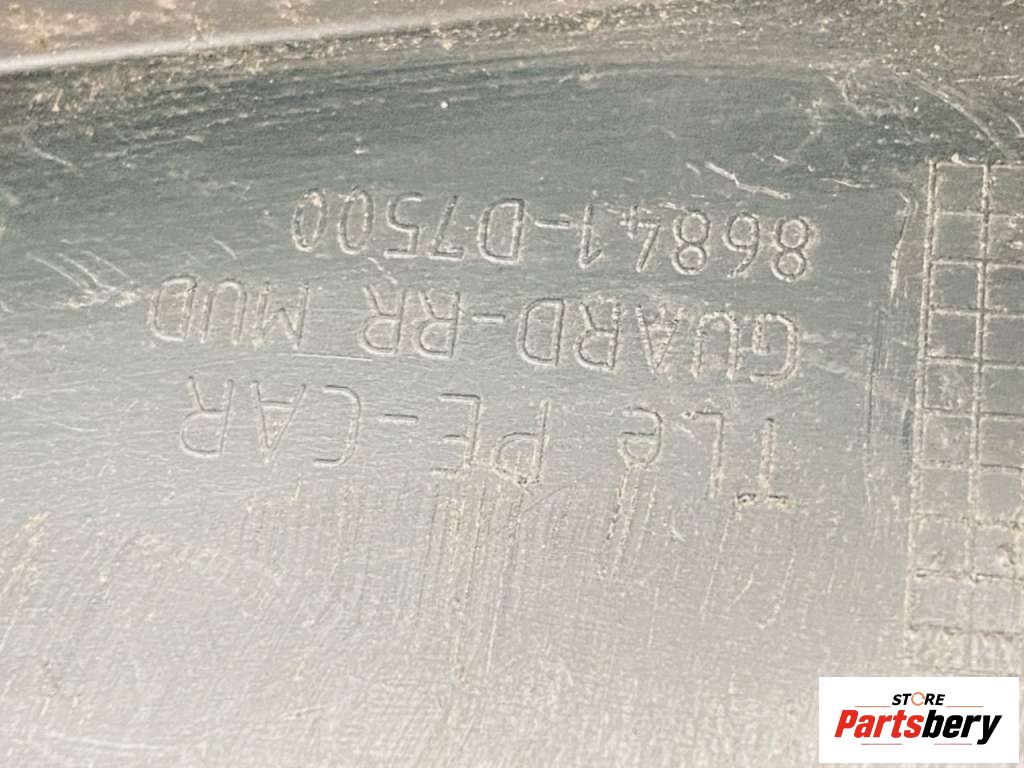 TLe PE-CAR
GUARD-RR MUD
86841-D7500
STORE
Partsbery